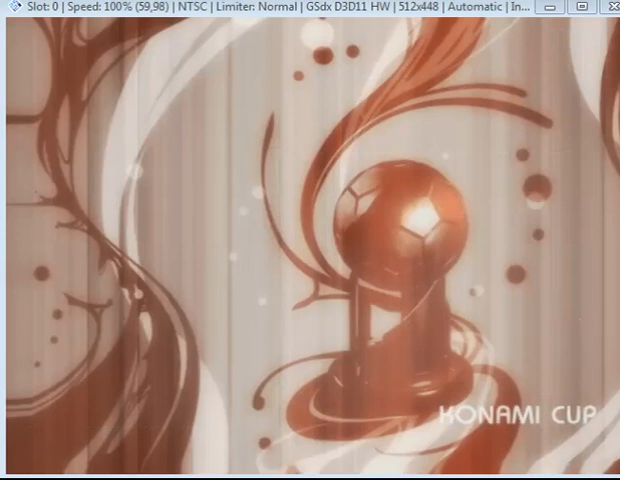 Slot: 0 | Speed: 100% (59,98) | NTSC | Limiter: Normal | GSdx D3D11 HW | 512x448 | Automatic | In...
KONAMI CUP